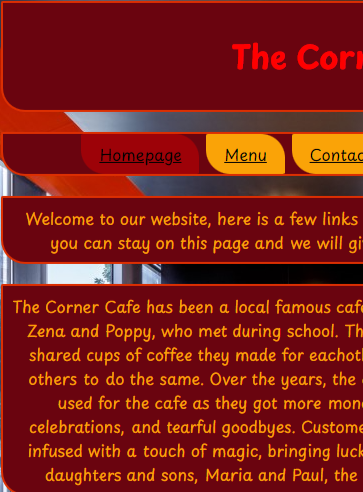 The Corn
Homepage Menu Contac
Welcome to our website, here is a few links
you can stay on this page and we will gi
The Corner Cafe has been a local famous cafe
Zena and Poppy, who met during school. Th
shared cups of coffee they made for eachoth
others to do the same. Over the years, the
used for the cafe as they got more mon
celebrations, and tearful goodbyes. Custome
infused with a touch of magic, bringing luck
daughters and sons, Maria and Paul, the